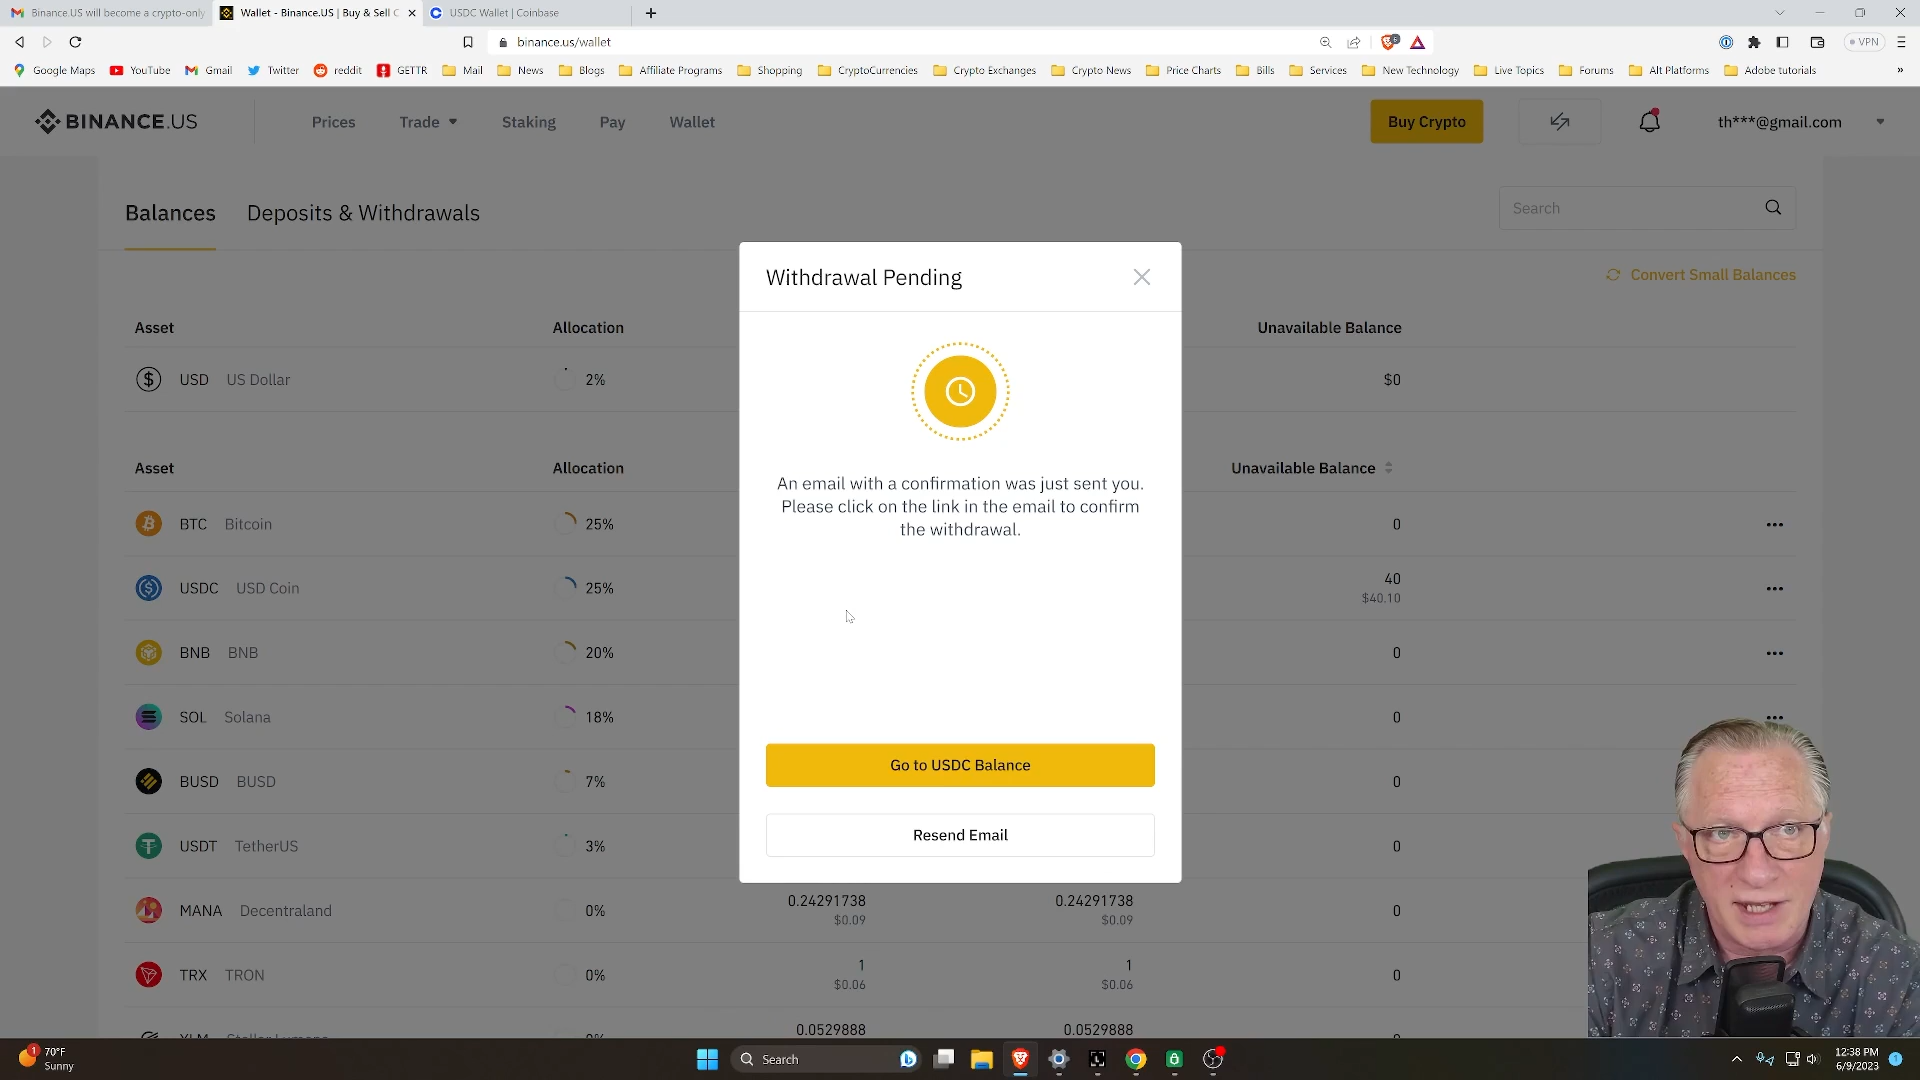 Binance.US will become a crypto-only
Wallet - Binance.US | Buy & Sell C
USDC Wallet | Coinbase
binance.us/wallet
6
VPN
Google Maps
YouTube
Gmail
Twitter
reddit
GETTR
Mail
News
Blogs
Affiliate Programs
Shopping
CryptoCurrencies
Crypto Exchanges
Crypto News
Price Charts
Bills
Services
New Technology
Live Topics
Forums
Alt Platforms
Adobe tutorials
BINANCE.US
Prices
Trade
Staking
Pay
Wallet
Buy Crypto
th***@gmail.com
Balances
Deposits & Withdrawals
Search
Convert Small Balances
Withdrawal Pending
An email with a confirmation was just sent you.
Please click on the link in the email to confirm
the withdrawal.
Go to USDC Balance
Resend Email
Asset Allocation Unavailable Balance
USD US Dollar 2% $0
Asset Allocation Unavailable Balance
BTC Bitcoin 25% 0
USDC USD Coin 25% 40
$40.10
BNB BNB 20% 0
SOL Solana 18% 0
BUSD BUSD 7% 0
USDT TetherUS 3% 0
MANA Decentraland 0% 0.24291738 0.24291738 0
$0.09 $0.09
TRX TRON 0% 1 1 0
$0.06 $0.06
XLM Stellar Lumens 0% 0.0529888 0.0529888 0
1
70°F
Sunny
Search
12:38 PM
6/9/2023
1